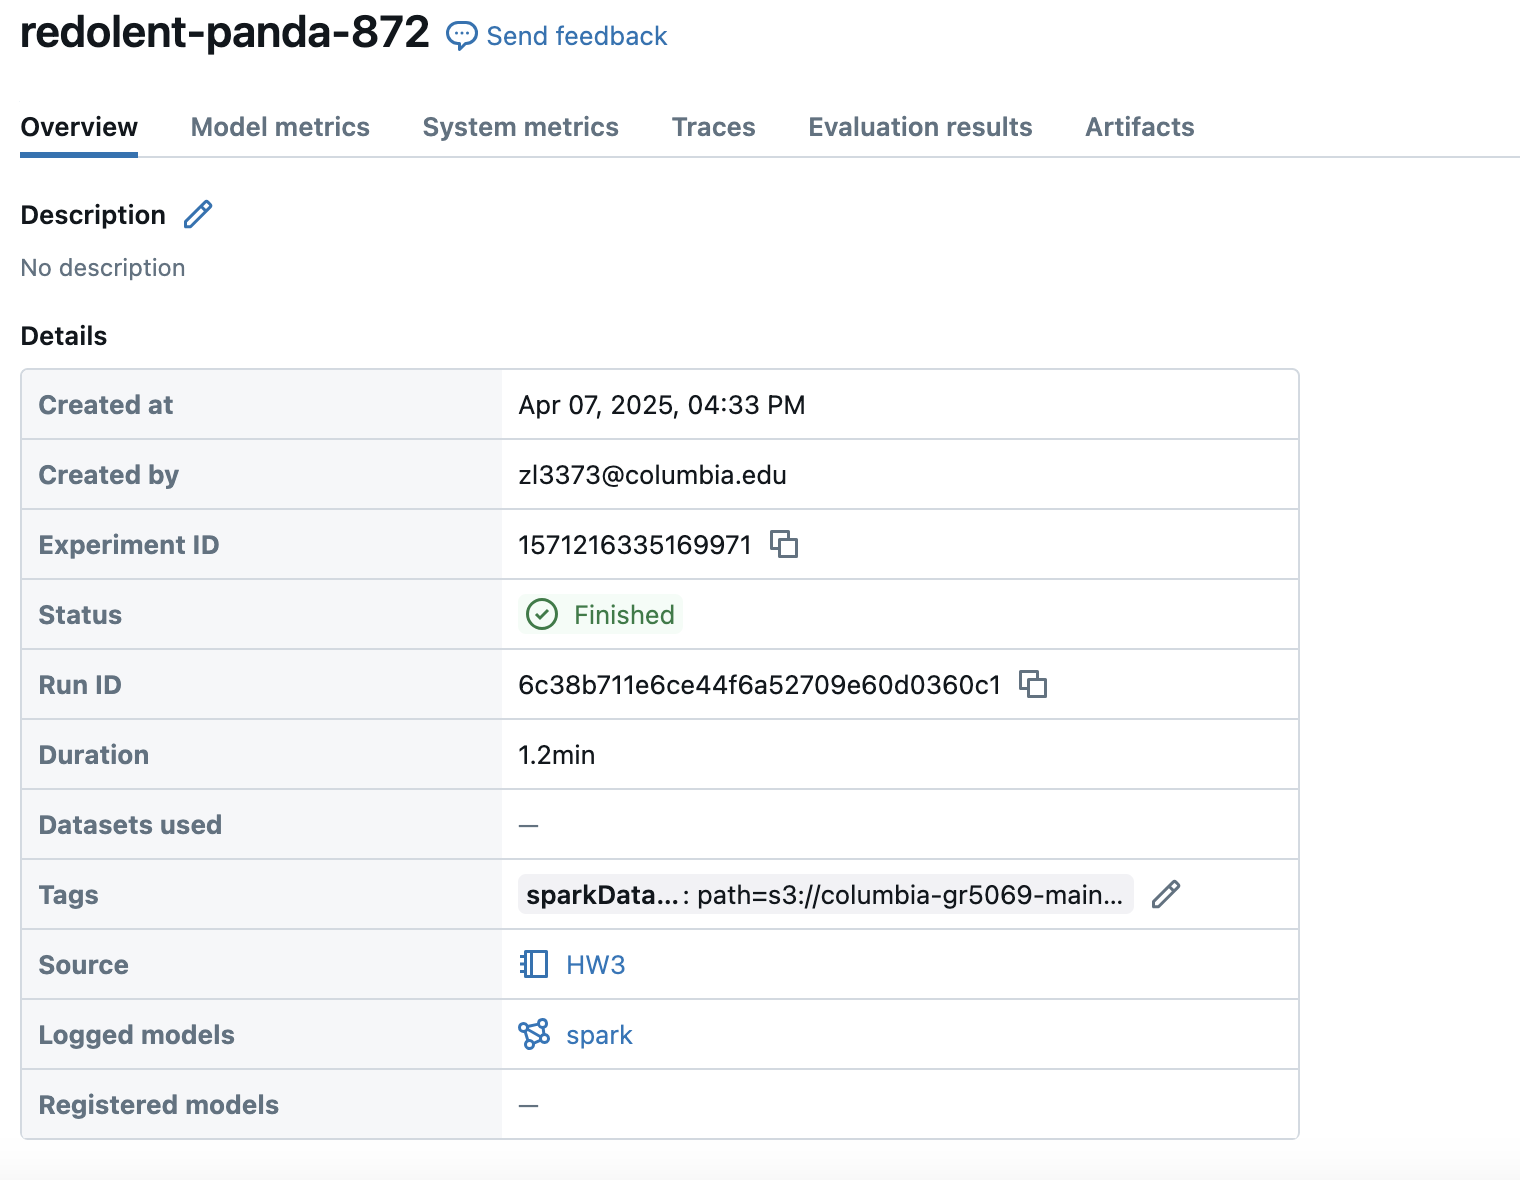 redolent-panda-872 Send feedback
Overview Model metrics System metrics Traces Evaluation results Artifacts
Description
No description
Details
Created at Apr 07, 2025, 04:33 PM
Created by zl3373@columbia.edu
Experiment ID 1571216335169971
Status Finished
Run ID 6c38b711e6ce44f6a52709e60d0360c1
Duration 1.2min
Datasets used —
Tags sparkData...: path=s3://columbia-gr5069-main...
Source HW3
Logged models spark
Registered models —